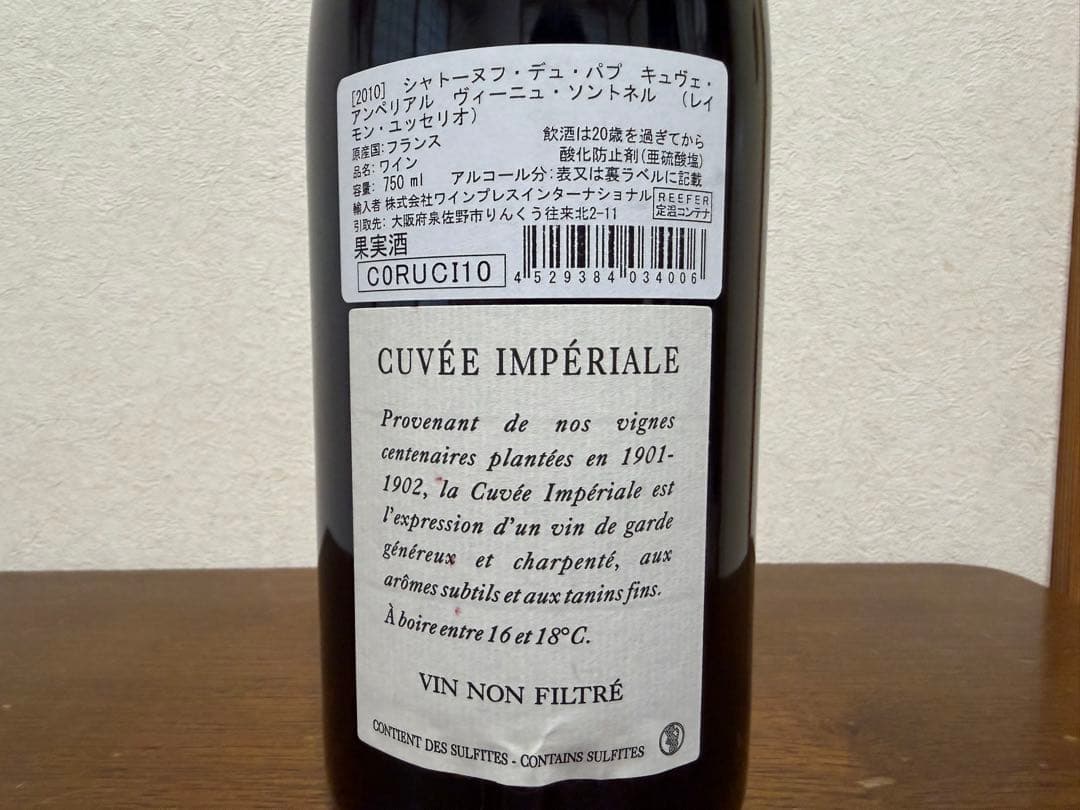 [2010] シャトーヌフ・デュ・パプ キュヴェ・
アンペリアル ヴィーニュ・ソントネル (レイ
モン・ユッセリオ)
原産国:フランス 飲酒は20歳を過ぎてから
品名:ワイン 酸化防止剤(亜硫酸塩)
容量: 750 ml アルコール分:表又は裏ラベルに記載
輸入者 株式会社ワインプレスインターナショナル
引取先: 大阪府泉佐野市りんくう往来北2-11
REEFER
定温コンテナ
果実酒
CORUCI10
4 529384 034006
CUVÉE IMPÉRIALE
Provenant de nos vignes
centenaires plantées en 1901-
1902, la Cuvée Impériale est
l'expression d'un vin de garde
généreux et charpenté, aux
arômes subtils et aux tanins fins.
À boire entre 16 et 18°C.
VIN NON FILTRÉ
CONTIENT DES SULFITES - CONTAINS SULFITES